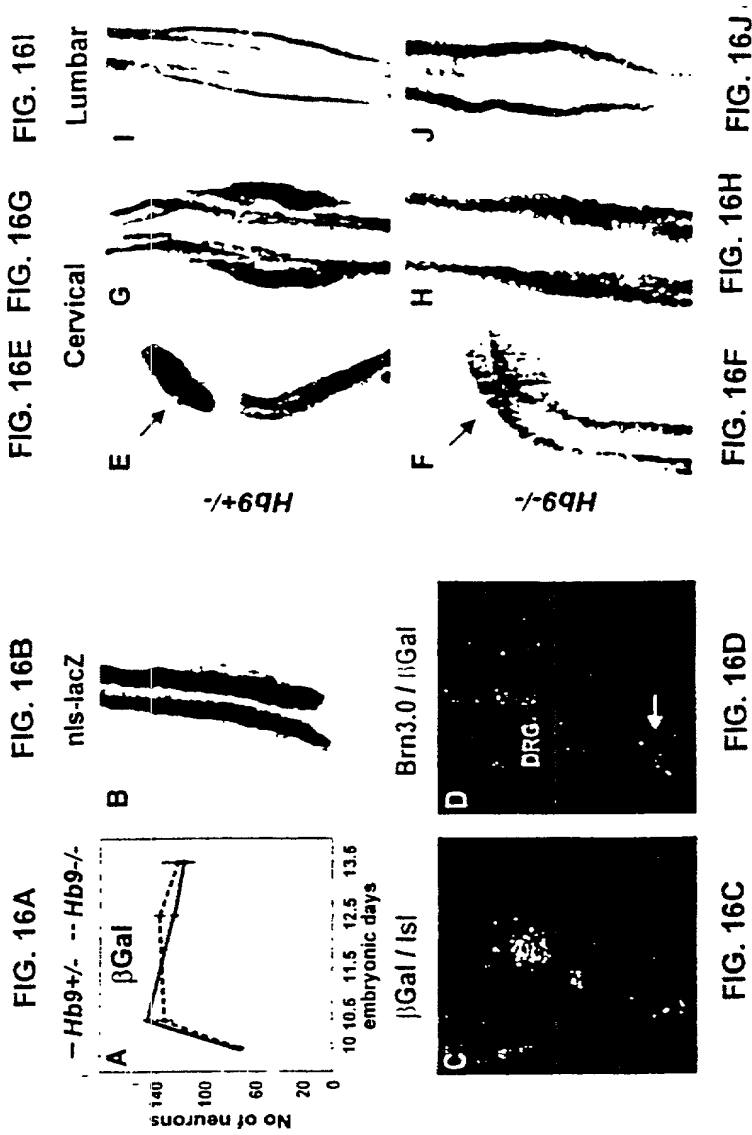 FIG. 16A
– Hb9+/- -- Hb9-/-
A
βGal
No of neurons
140
100
60
20
0
10 10.5 11.5 12.5 13.5
embryonic days
FIG. 16B
nls-lacZ
B
βGal / Isl
C
FIG. 16C
Brn3.0 / βGal
D
DRG
FIG. 16D
FIG. 16E FIG. 16G
Cervical
Hb9+/-
E
G
FIG. 16I
Lumbar
I
Hb9-/-
F
H
J
FIG. 16F
FIG. 16H
FIG. 16J